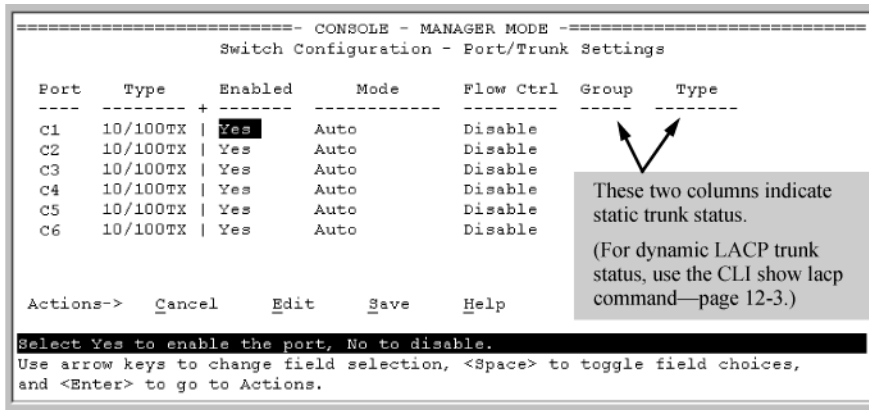 ==========================- CONSOLE - MANAGER MODE -============================
Switch Configuration - Port/Trunk Settings
Port Type Enabled Mode Flow Ctrl Group Type
---- -------- + -------- ------------ --------- ----- --------
C1 10/100TX | Yes Auto Disable
C2 10/100TX | Yes Auto Disable
C3 10/100TX | Yes Auto Disable
C4 10/100TX | Yes Auto Disable
C5 10/100TX | Yes Auto Disable
C6 10/100TX | Yes Auto Disable
These two columns indicate
static trunk status.
(For dynamic LACP trunk
status, use the CLI show lacp
command—page 12-3.)
Actions-> Cancel Edit Save Help
Select Yes to enable the port, No to disable.
Use arrow keys to change field selection, <Space> to toggle field choices,
and <Enter> to go to Actions.